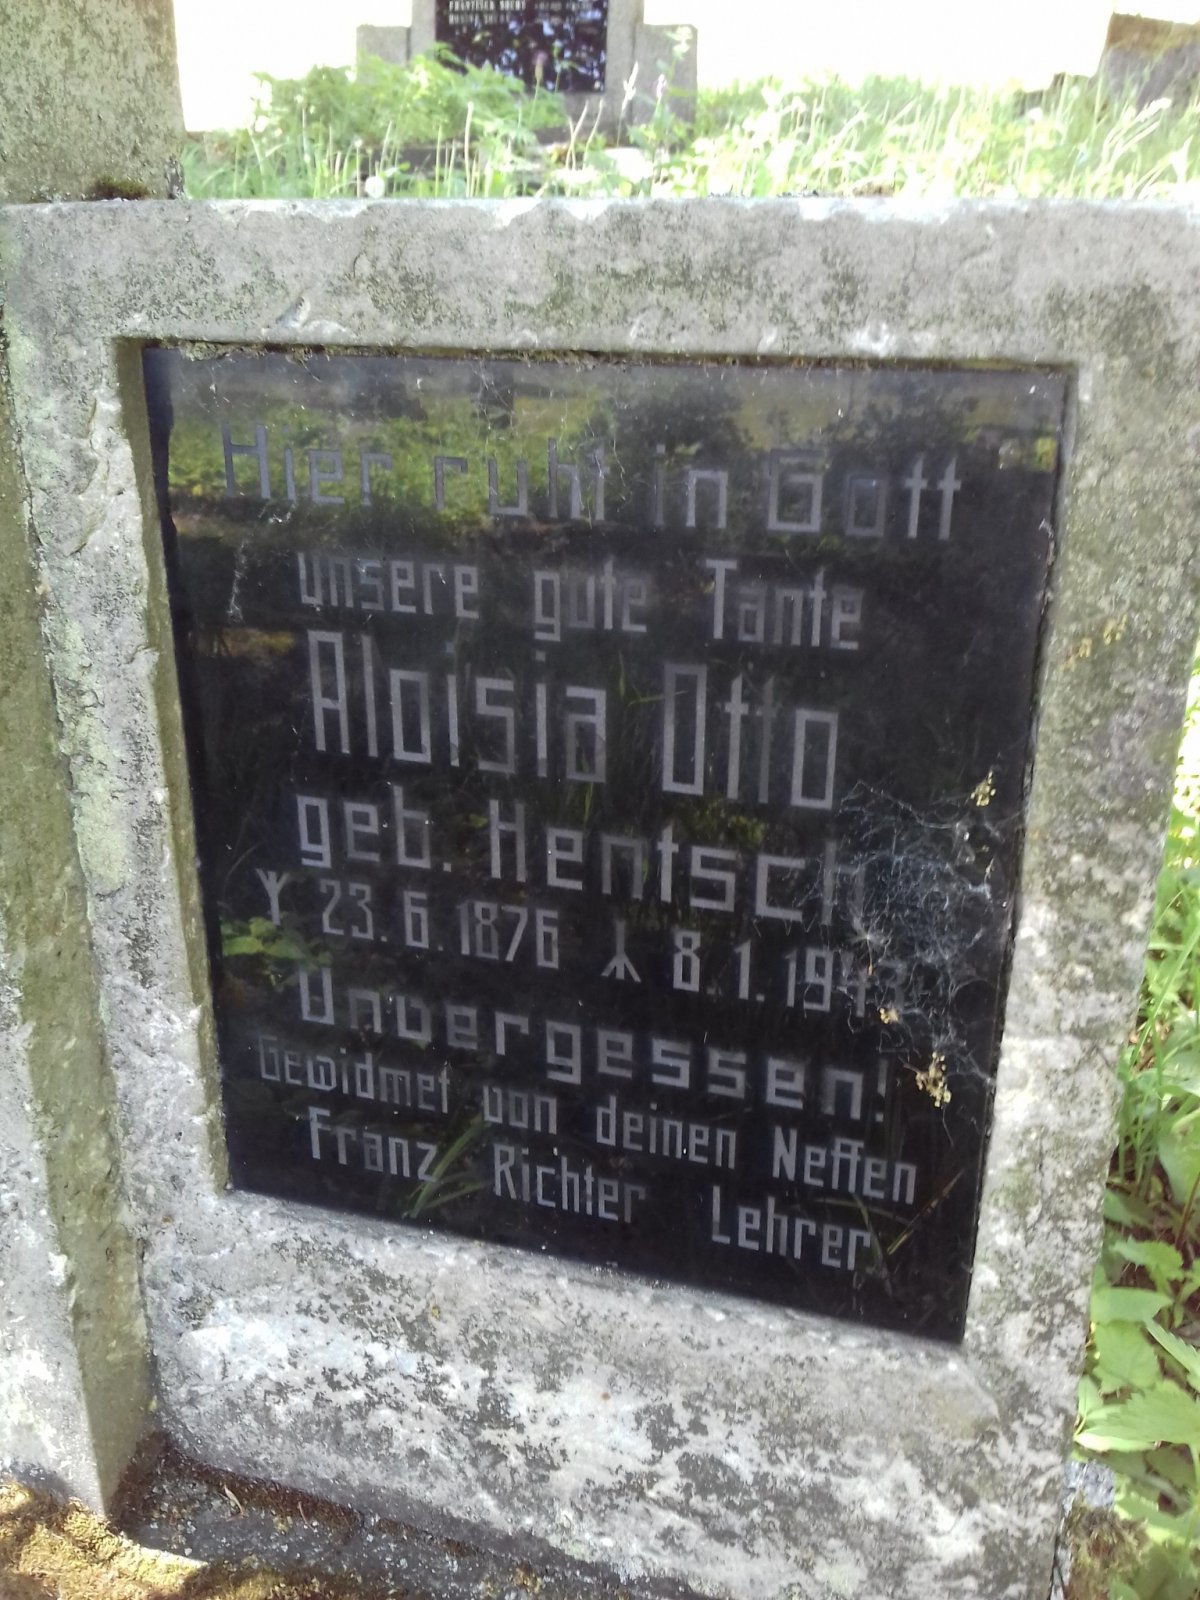 Hier ruht in Gott
unsere gute Tante
Aloisia Otto
geb. Hentsch
ᛉ 23.6.1876 ᛦ 8.1.
Unvergessen!
Gewidmet von deinen Neffen
Franz Richter Lehrer